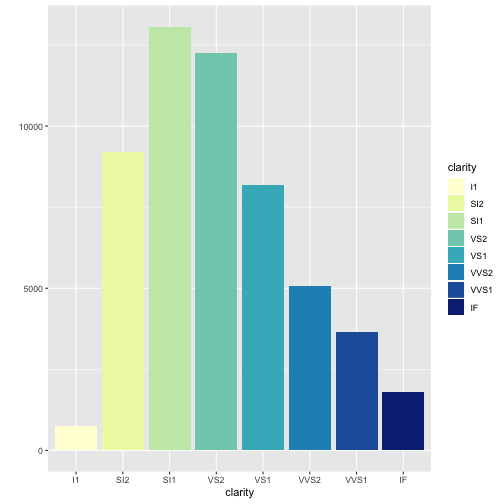 10000
5000
0
I1 SI2 SI1 VS2 VS1 VVS2 VVS1 IF
clarity
clarity
I1
SI2
SI1
VS2
VS1
VVS2
VVS1
IF